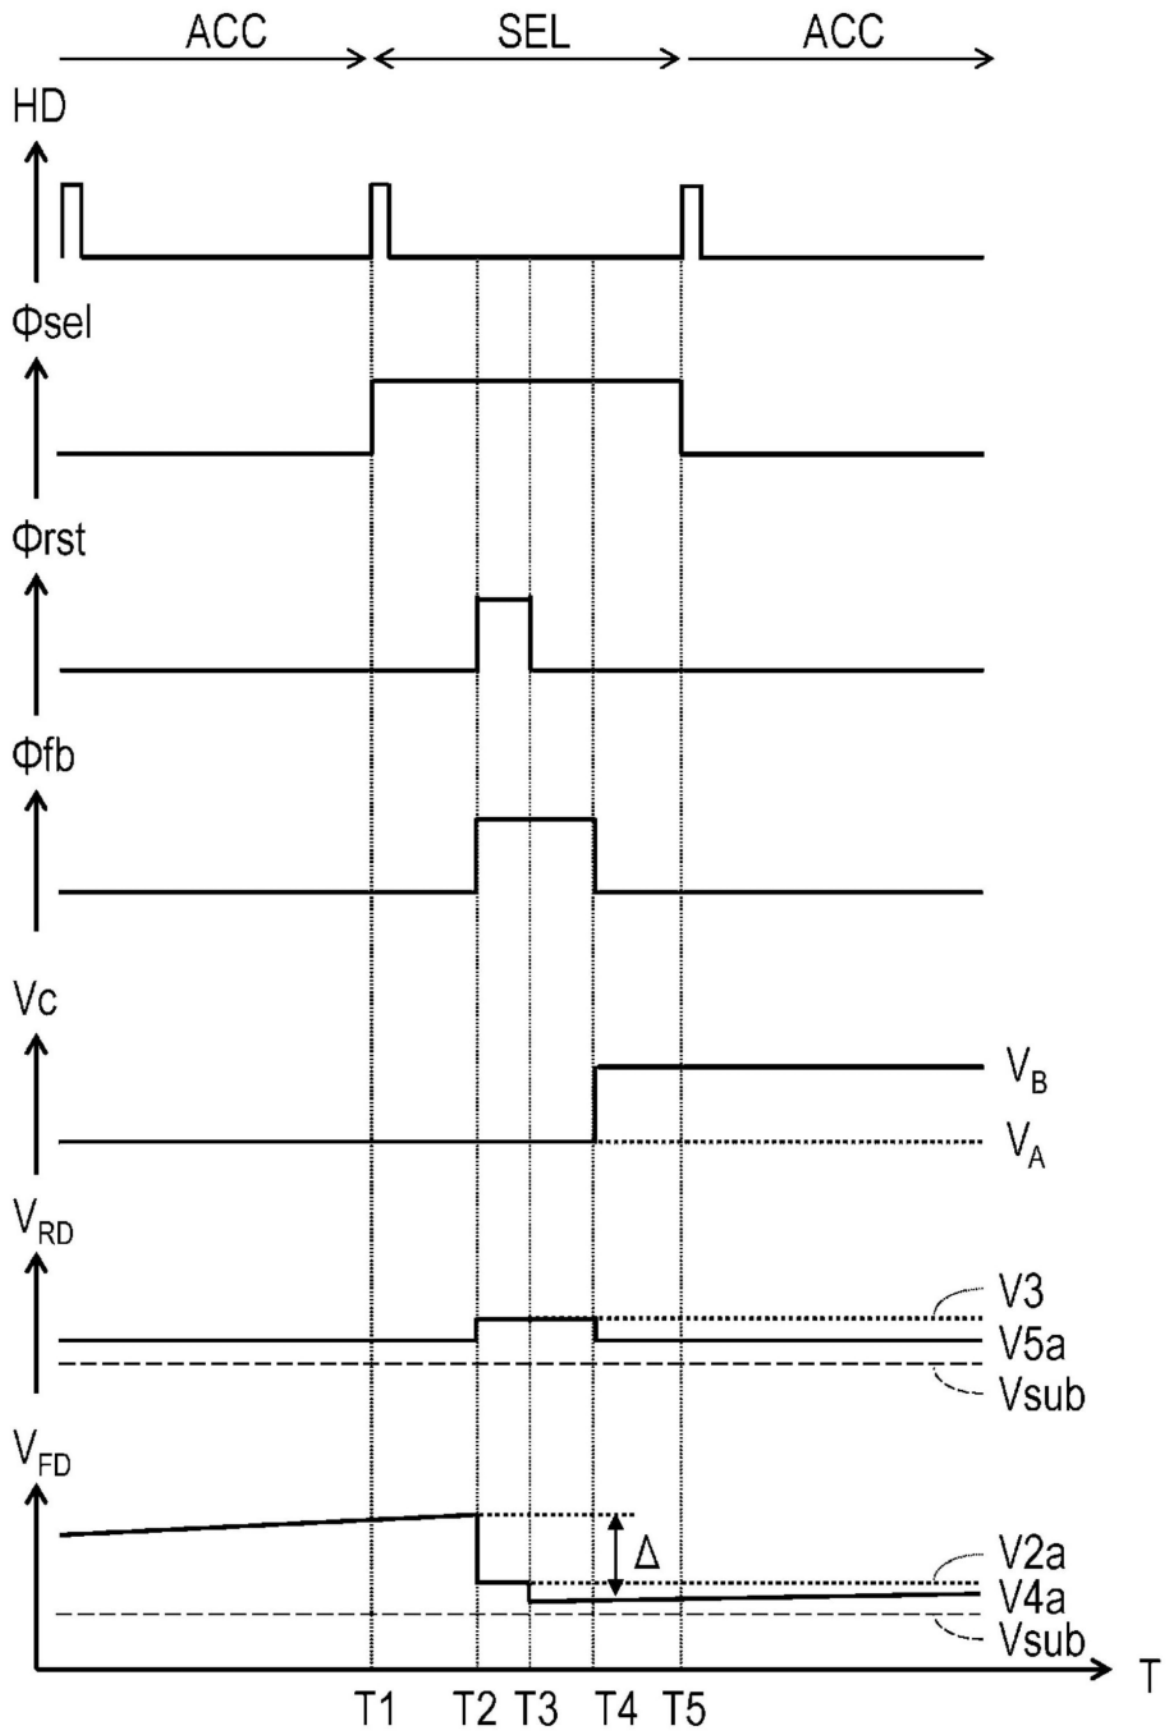 ACC SEL ACC
HD
Φsel
Φrst
Φfb
Vc
VB
VA
VRD
V3
V5a
Vsub
VFD
Δ
V2a
V4a
Vsub
T
T1 T2 T3 T4 T5